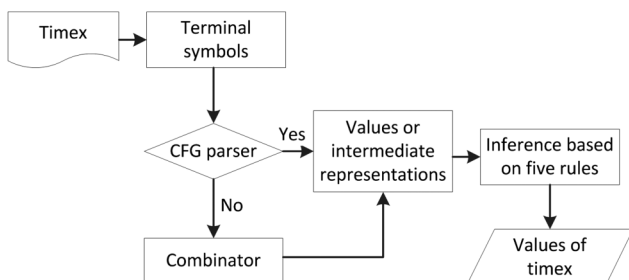 Timex
Terminal
symbols
CFG parser
Yes
Values or
intermediate
representations
Inference based
on five rules
No
Combinator
Values of
timex